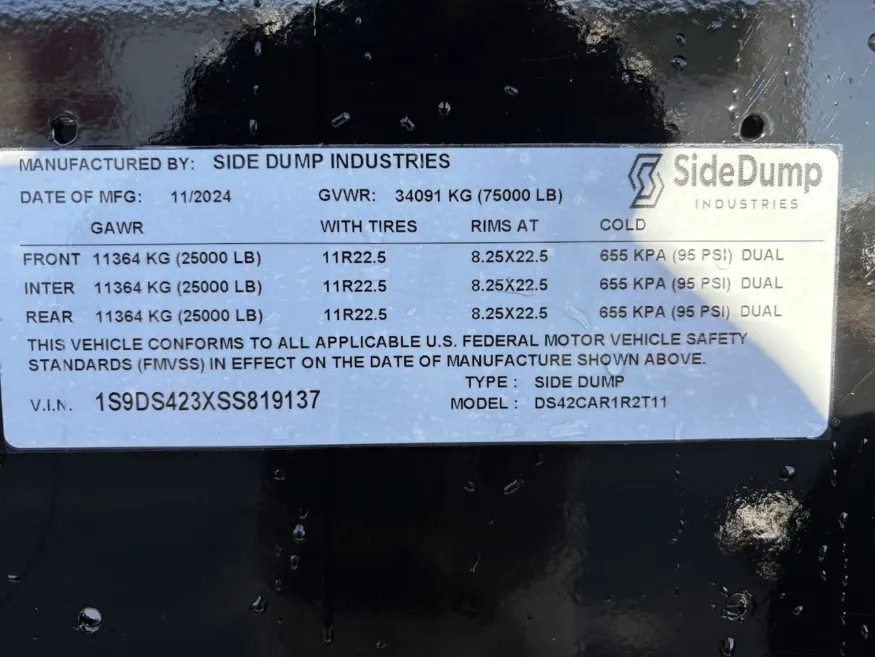 MANUFACTURED BY: SIDE DUMP INDUSTRIES
SideDump
INDUSTRIES
DATE OF MFG: 11/2024 GVWR: 34091 KG (75000 LB)
GAWR WITH TIRES RIMS AT COLD
FRONT 11364 KG (25000 LB) 11R22.5 8.25X22.5 655 KPA (95 PSI) DUAL
INTER 11364 KG (25000 LB) 11R22.5 8.25X22.5 655 KPA (95 PSI) DUAL
REAR 11364 KG (25000 LB) 11R22.5 8.25X22.5 655 KPA (95 PSI) DUAL
THIS VEHICLE CONFORMS TO ALL APPLICABLE U.S. FEDERAL MOTOR VEHICLE SAFETY
STANDARDS (FMVSS) IN EFFECT ON THE DATE OF MANUFACTURE SHOWN ABOVE.
TYPE : SIDE DUMP
V.I.N. 1S9DS423XSS819137
MODEL : DS42CAR1R2T11